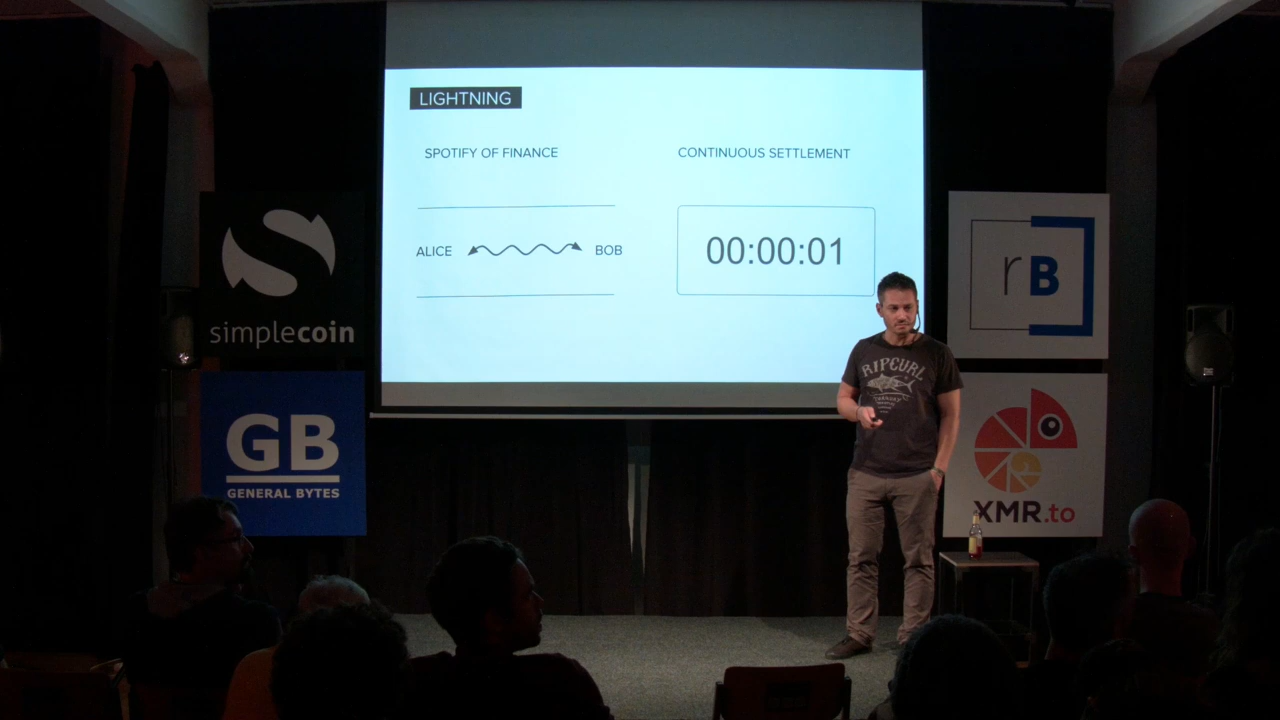 LIGHTNING
SPOTIFY OF FINANCE
CONTINUOUS SETTLEMENT
ALICE
BOB
00:00:01
simplecoin
GB
GENERAL BYTES
rB
XMR.to
RIPCURL